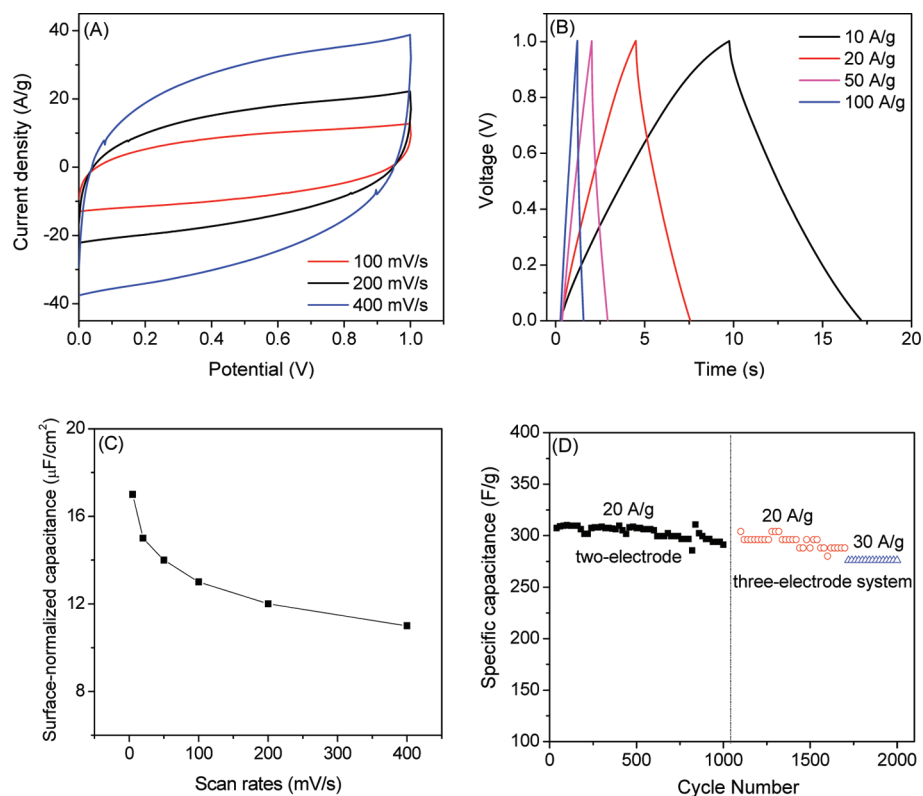 (A)
Current density (A/g)
40
20
0
-20
-40
100 mV/s
200 mV/s
400 mV/s
0.0 0.2 0.4 0.6 0.8 1.0
Potential (V)
(B)
Voltage (V)
1.0
0.8
0.6
0.4
0.2
0.0
10 A/g
20 A/g
50 A/g
100 A/g
0 5 10 15 20
Time (s)
(C)
Surface-normalized capacitance (μF/cm²)
20
16
12
8
0 100 200 300 400
Scan rates (mV/s)
(D)
Specific capacitance (F/g)
400
350
300
250
200
150
100
20 A/g
two-electrode
20 A/g
30 A/g
three-electrode system
0 500 1000 1500 2000
Cycle Number